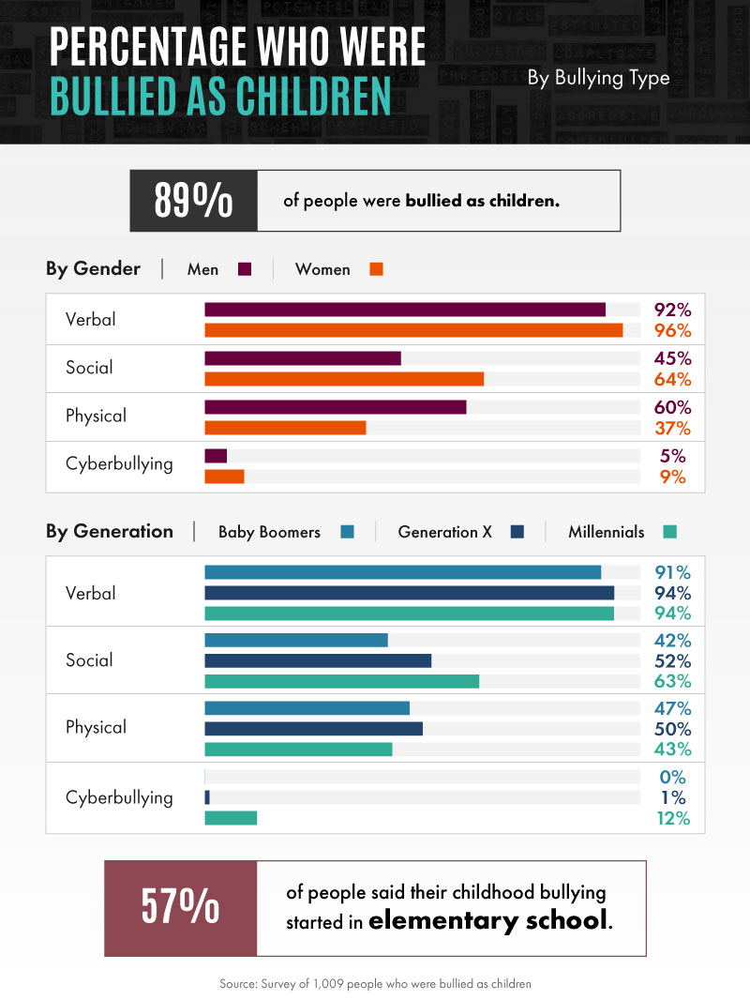 PERCENTAGE WHO WERE
BULLIED AS CHILDREN
By Bullying Type
89%
of people were bullied as children.
By Gender
Men
Women
Verbal
92%
96%
Social
45%
64%
Physical
60%
37%
Cyberbullying
5%
9%
By Generation
Baby Boomers
Generation X
Millennials
Verbal
91%
94%
94%
Social
42%
52%
63%
Physical
47%
50%
43%
Cyberbullying
0%
1%
12%
57%
of people said their childhood bullying
started in elementary school.
Source: Survey of 1,009 people who were bullied as children